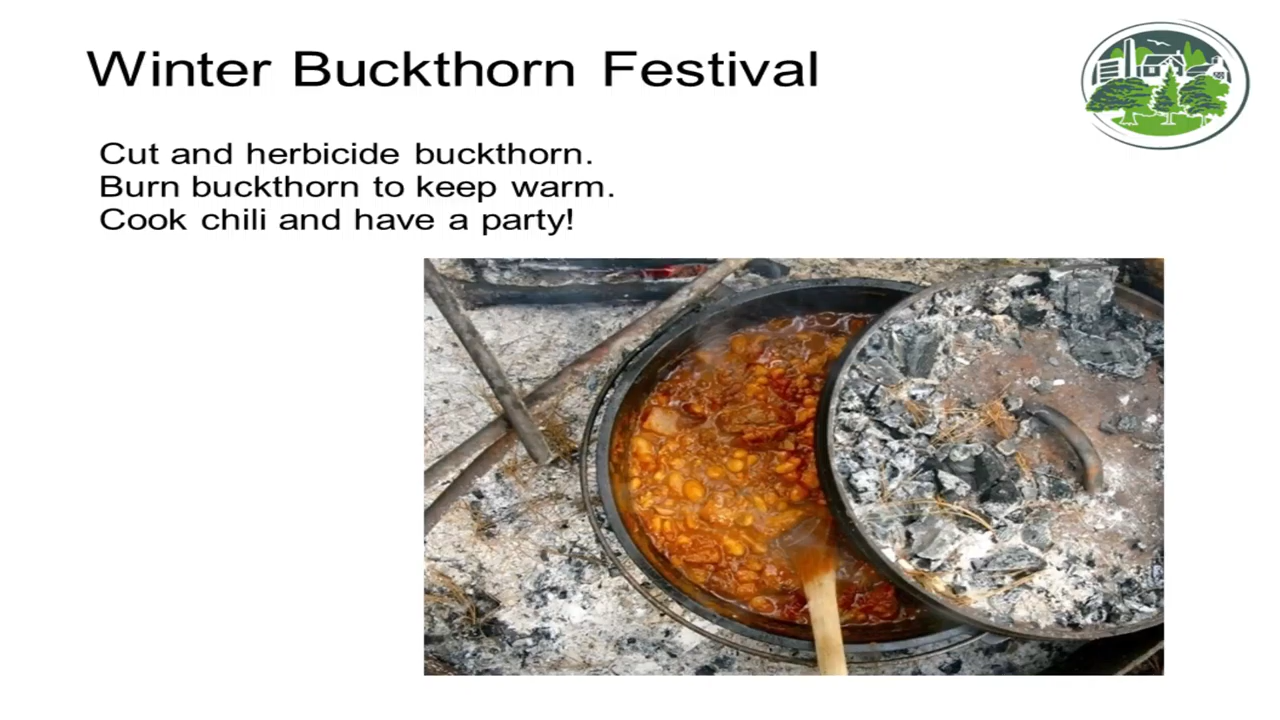 Winter Buckthorn Festival
Cut and herbicide buckthorn.
Burn buckthorn to keep warm.
Cook chili and have a party!